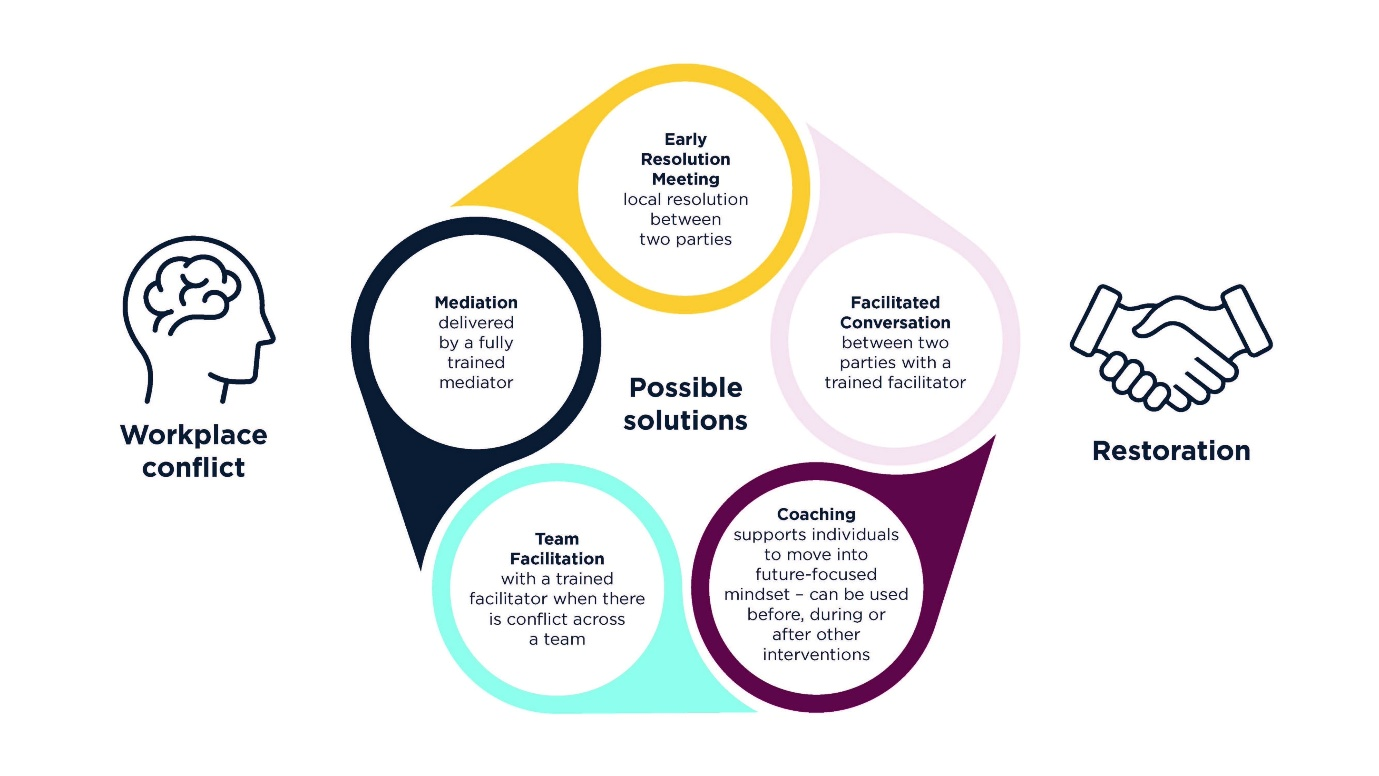 Workplace
conflict
Early
Resolution
Meeting
local resolution
between
two parties
Facilitated
Conversation
between two
parties with a
trained facilitator
Coaching
supports individuals
to move into
future-focused
mindset – can be used
before, during or
after other
interventions
Team
Facilitation
with a trained
facilitator when there
is conflict across
a team
Mediation
delivered
by a fully
trained
mediator
Possible
solutions
Restoration